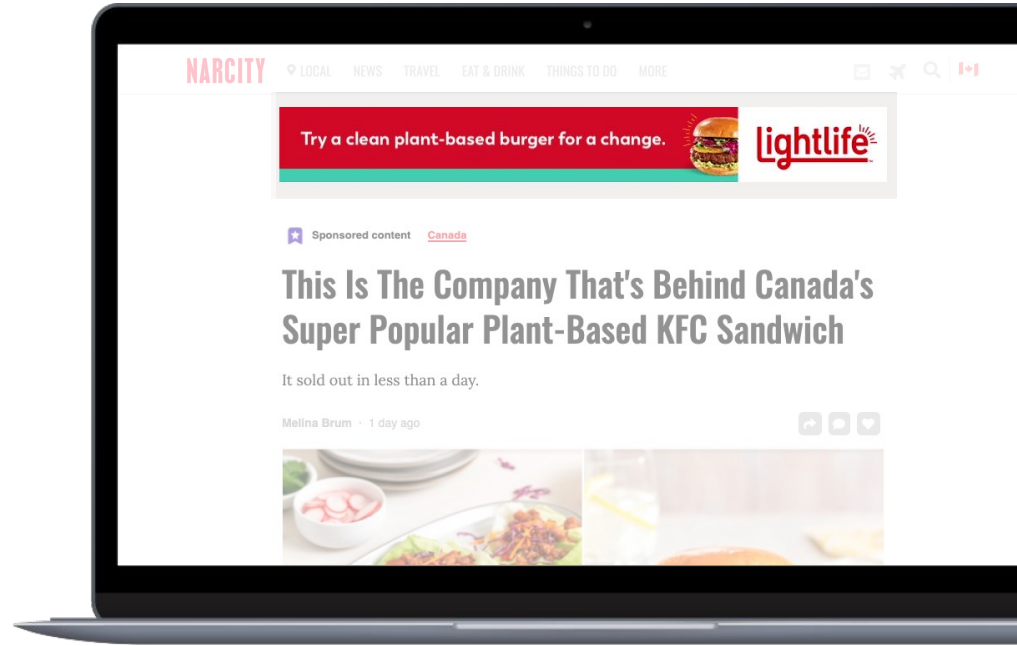 NARCITY LOCAL NEWS TRAVEL EAT & DRINK THINGS TO DO MORE
Try a clean plant-based burger for a change.
lightlife
Sponsored content Canada
This Is The Company That's Behind Canada's
Super Popular Plant-Based KFC Sandwich
It sold out in less than a day.
Melina Brum · 1 day ago